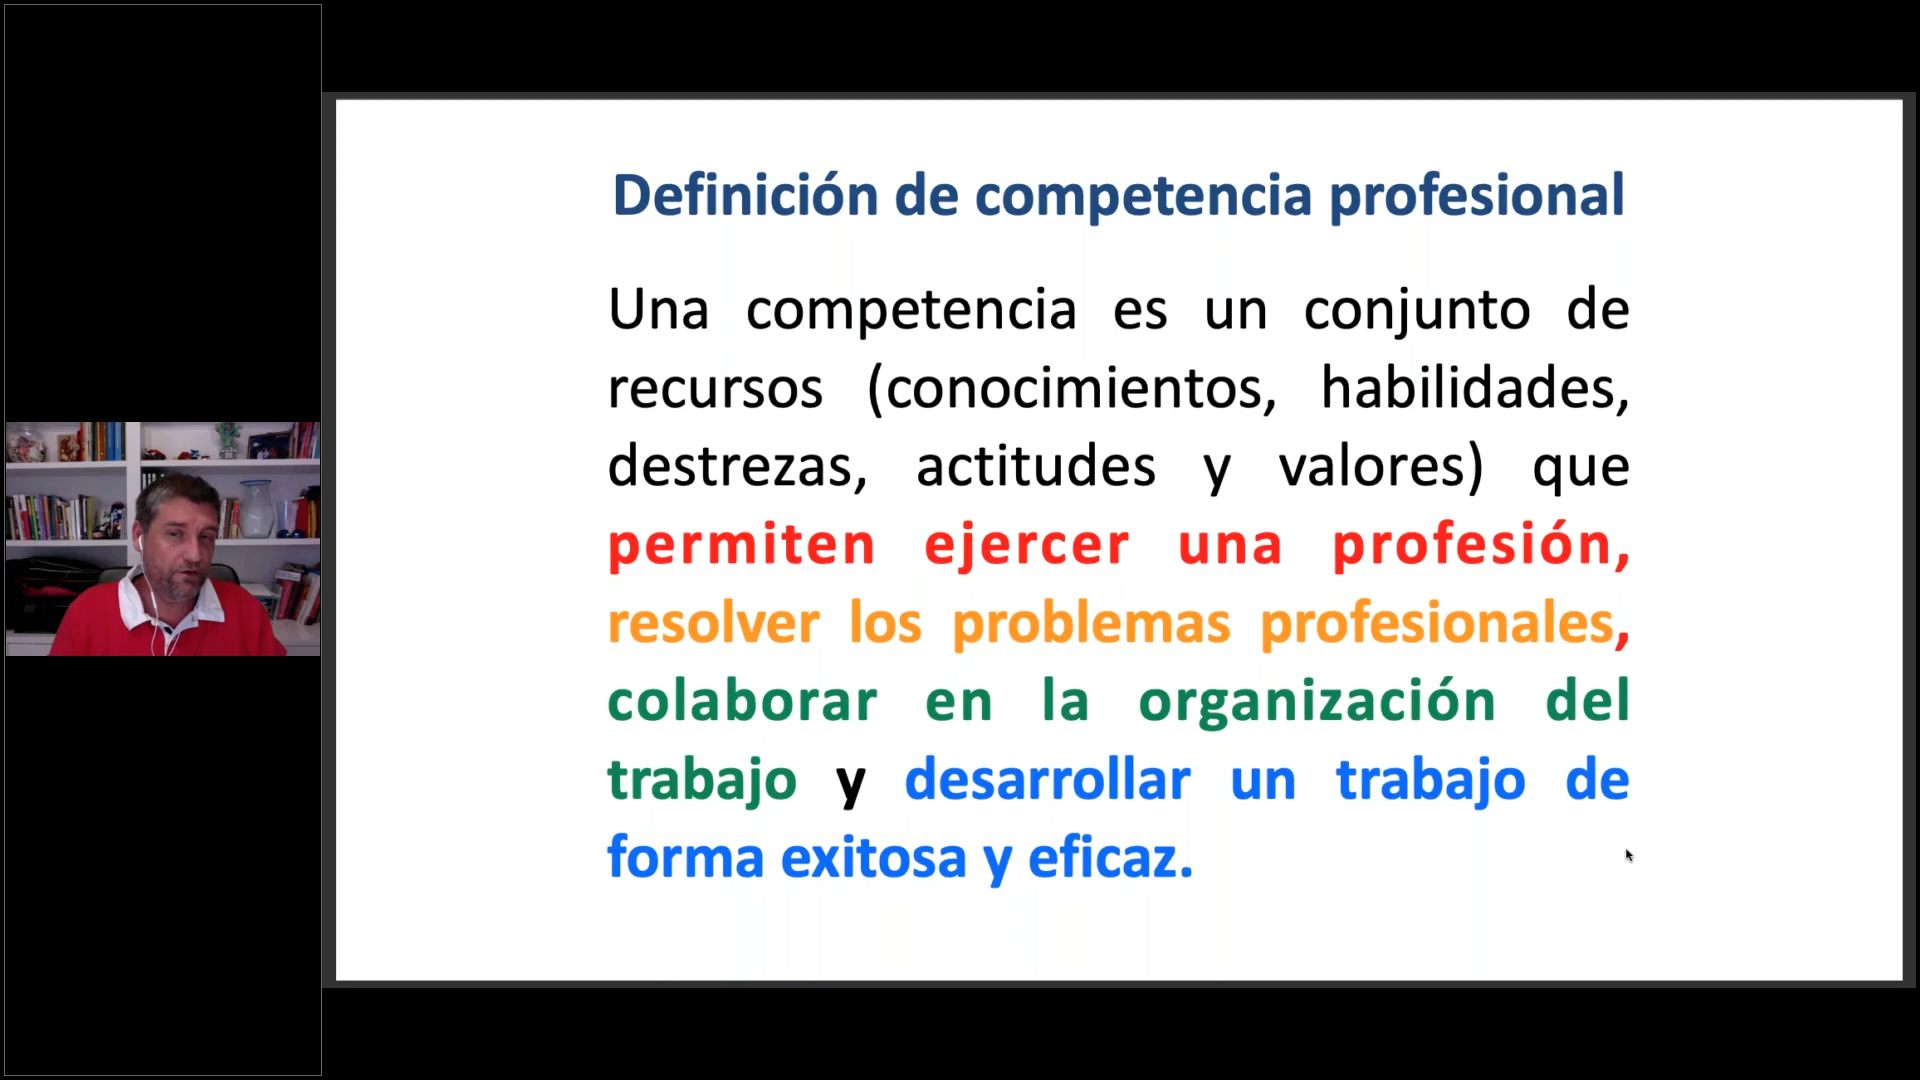 Definición de competencia profesional
Una competencia es un conjunto de
recursos (conocimientos, habilidades,
destrezas, actitudes y valores) que
permiten ejercer una profesión,
resolver los problemas profesionales,
colaborar en la organización del
trabajo y desarrollar un trabajo de
forma exitosa y eficaz.